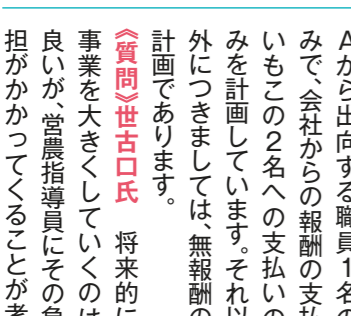 Aから出向する職員1名の
みで、会社からの報酬の支払
いもこの2名への支払いの
みを計画しています。それ以
外につきましては、無報酬の
計画であります。
《質問》世古口氏　将来的に
事業を大きくしていくのは
良いが、営農指導員にその負
担がかかってくることが考